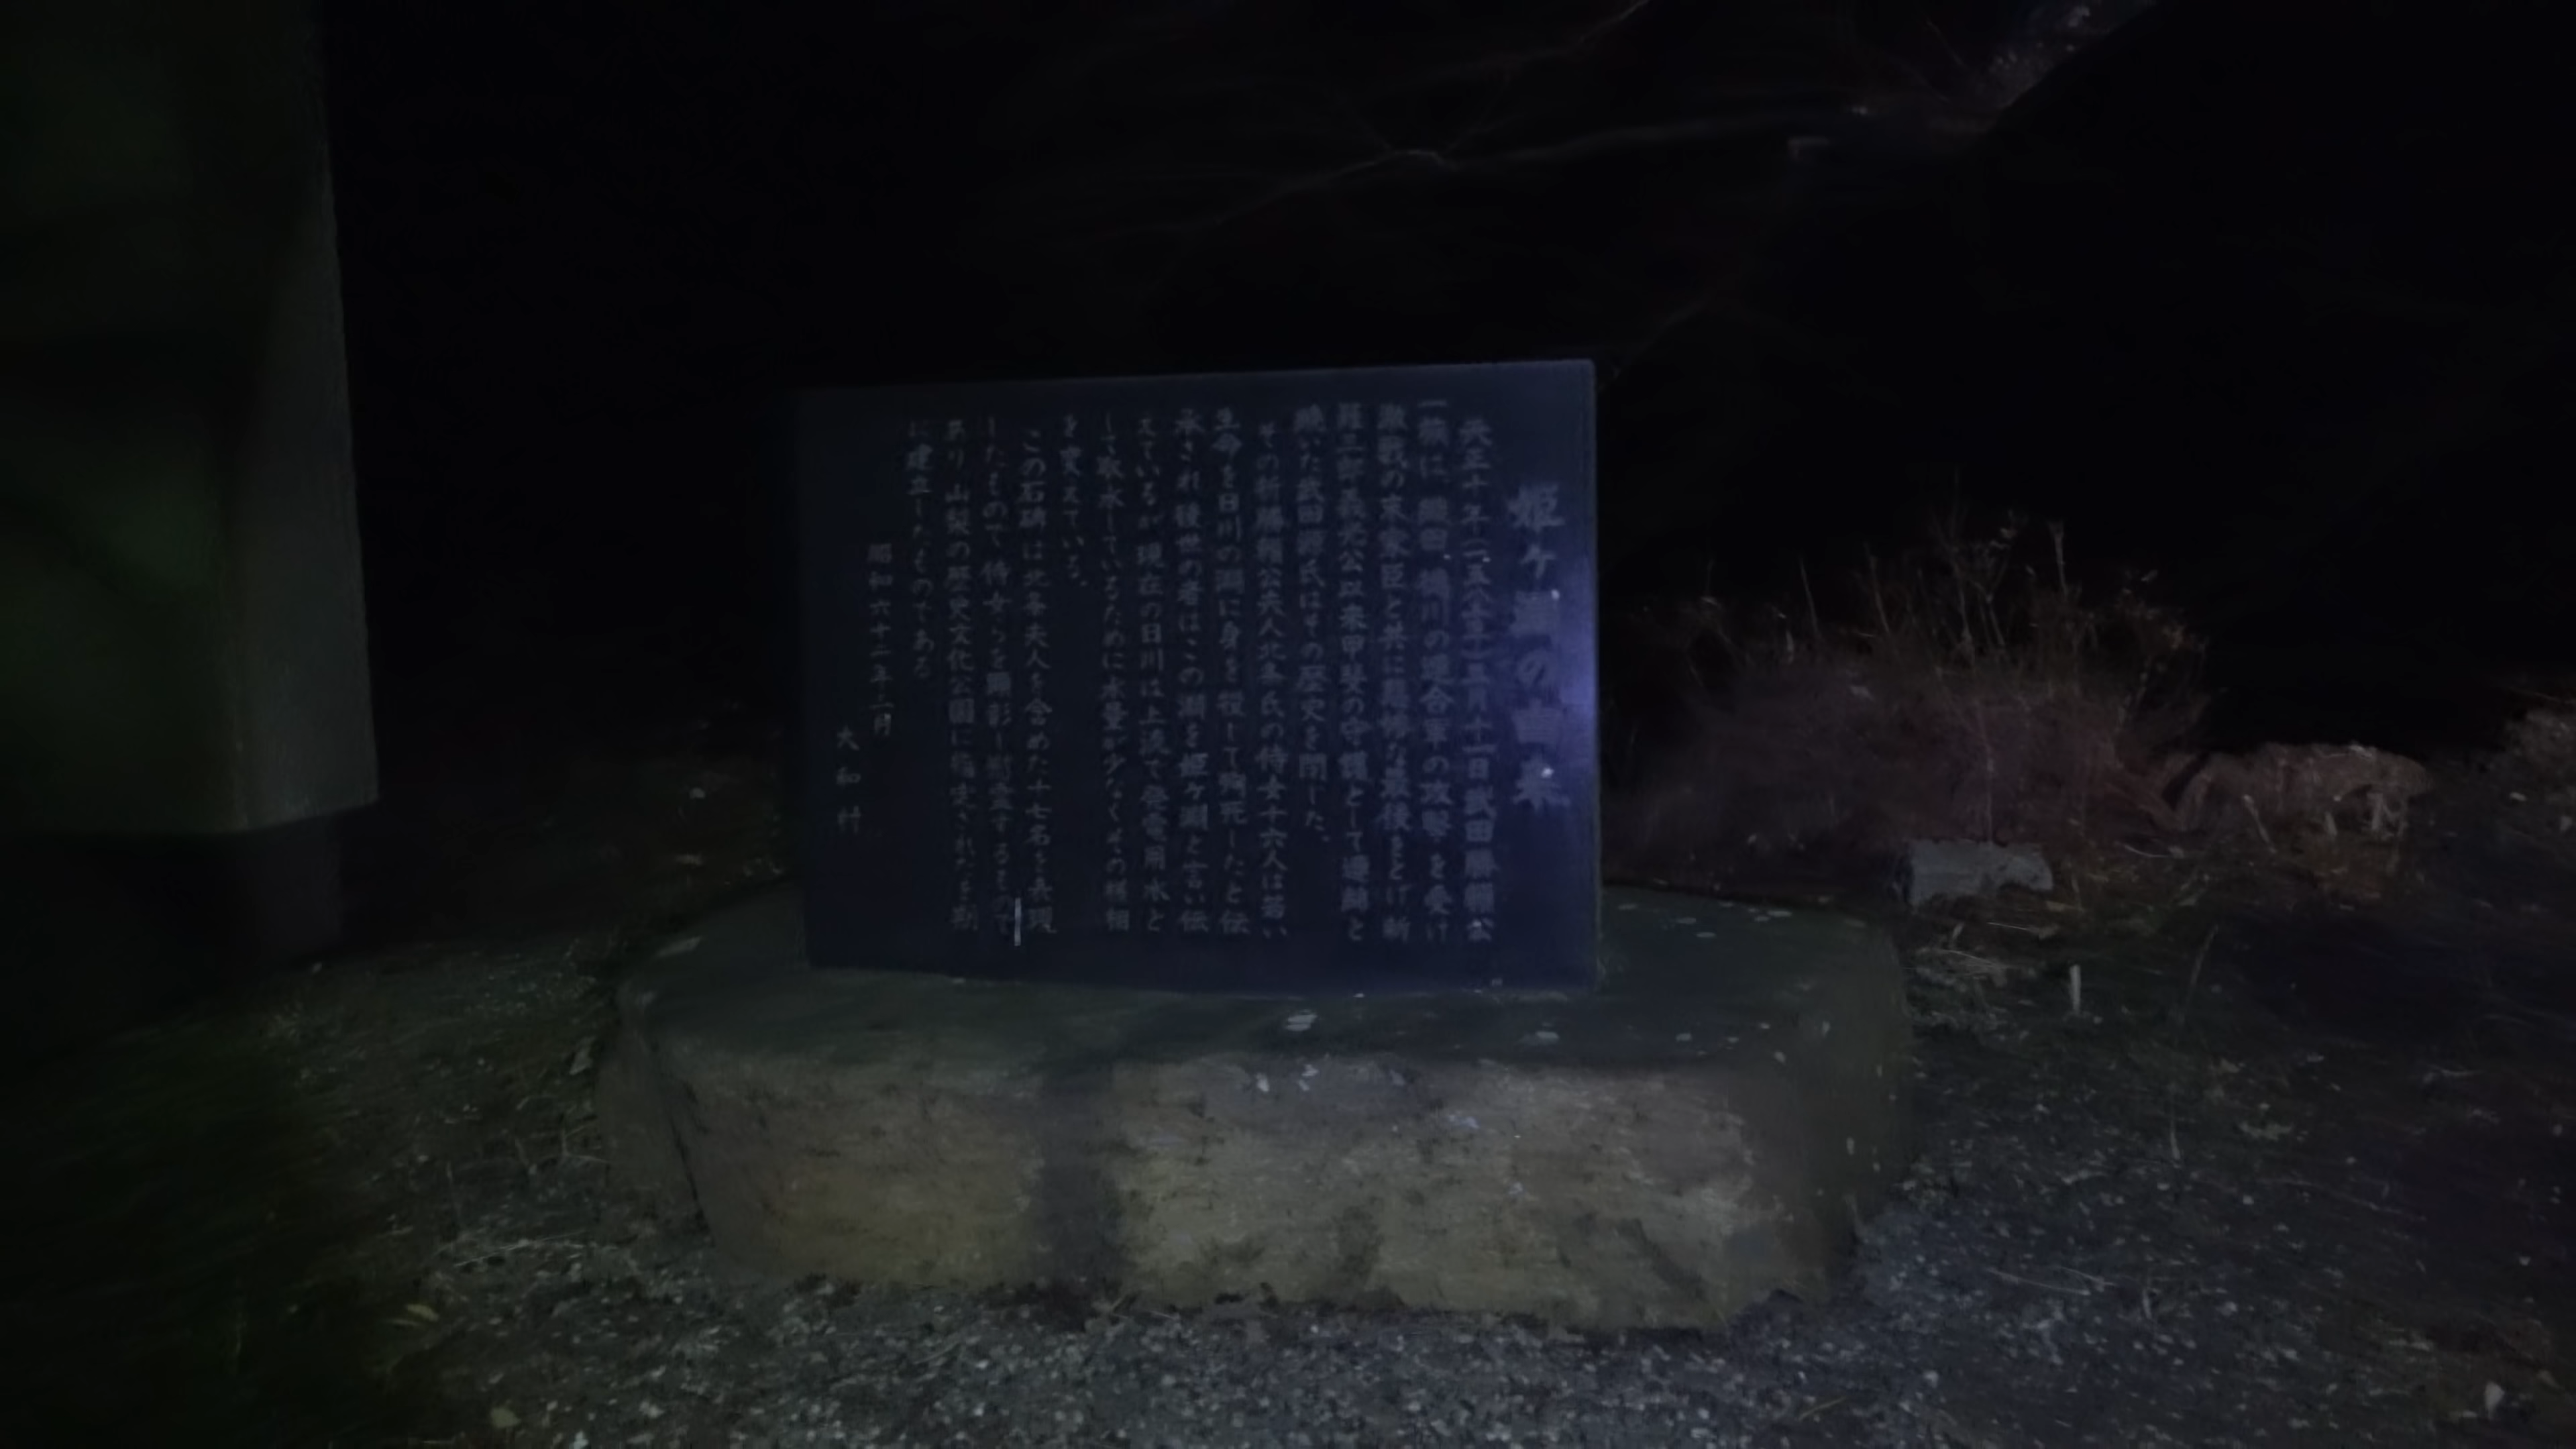 姫ヶ淵の由来
天正十年(一五八二)三月十一日武田勝頼公
一族は、織田、徳川の連合軍の攻撃を受け
激戦の末家臣と共に悲惨な最後をとげ新
羅三郎義光公以来甲斐の守護として連綿と
続いた武田源氏はその歴史を閉じた。
その折勝頼公夫人北条氏の侍女十六人は若い
生命を日川の淵に身を投じて殉死したと伝
承され後世の者はこの淵を姫ヶ淵と言い伝
えているが現在の日川は上流で発電用水と
して取水しているために水量が少なくその様相
を変えている。
この石碑は北条夫人を含めた十七名を表現
したもので侍女らを顕彰し慰霊するもので
あり山梨の歴史文化公園に指定されたを期
に建立したものである
昭和六十二年三月
大和村